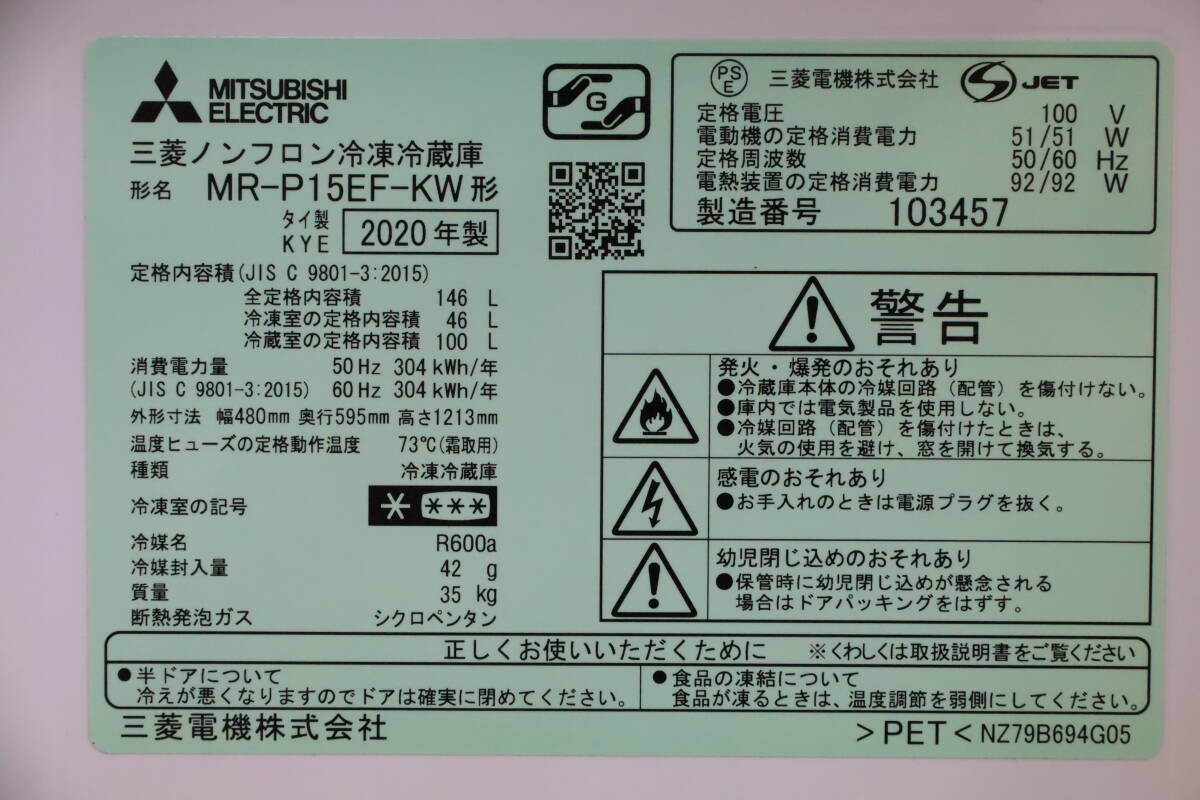 MITSUBISHI
ELECTRIC
三菱ノンフロン冷凍冷蔵庫
形名 MR-P15EF-KW形
タイ製
KYE
2020年製
定格内容積(JIS C 9801-3:2015)
全定格内容積 146 L
冷凍室の定格内容積 46 L
冷蔵室の定格内容積 100 L
消費電力量 50Hz 304kWh/年
(JIS C 9801-3:2015) 60Hz 304kWh/年
外形寸法 幅480mm 奥行595mm 高さ1213mm
温度ヒューズの定格動作温度 73℃(霜取用)
種類 冷凍冷蔵庫
冷凍室の記号 * ***
冷媒名 R600a
冷媒封入量 42 g
質量 35 kg
断熱発泡ガス シクロペンタン
G
PS
E
三菱電機株式会社 S JET
定格電圧 100 V
電動機の定格消費電力 51/51 W
定格周波数 50/60 Hz
電熱装置の定格消費電力 92/92 W
製造番号 103457
警告
発火・爆発のおそれあり
●冷蔵庫本体の冷媒回路(配管)を傷付けない。
●庫内では電気製品を使用しない。
●冷媒回路(配管)を傷付けたときは、
火気の使用を避け、窓を開けて換気する。
感電のおそれあり
●お手入れのときは電源プラグを抜く。
幼児閉じ込めのおそれあり
●保管時に幼児閉じ込めが懸念される
場合はドアパッキングをはずす。
正しくお使いいただくために ※くわしくは取扱説明書をご覧ください
●半ドアについて
冷えが悪くなりますのでドアは確実に閉めてください。
●食品の凍結について
食品が凍るときは、温度調節を弱側にしてください。
三菱電機株式会社
>PET< NZ79B694G05